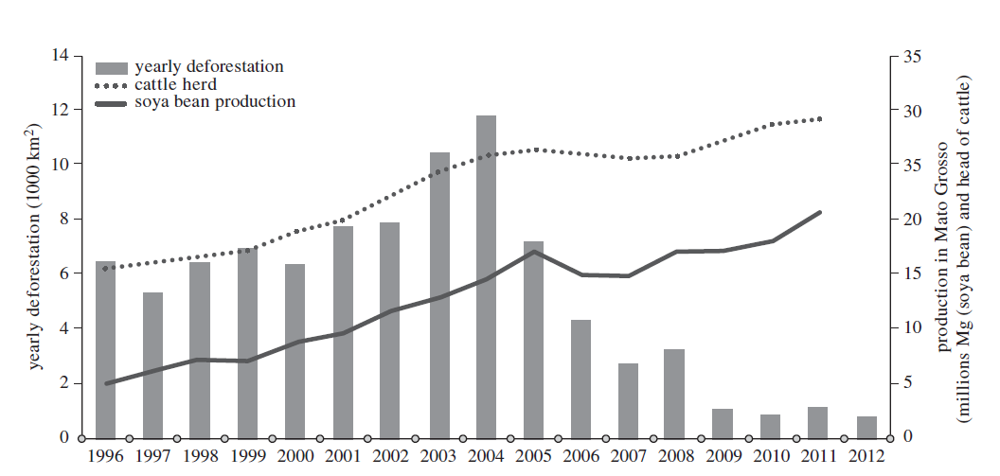 14
12
10
8
6
4
2
0
yearly deforestation (1000 km²)
yearly deforestation
cattle herd
soya bean production
35
30
35
20
15
10
5
0
production in Mato Grosso
(millions Mg (soya bean) and head of cattle)
1996 1997 1998 1999 2000 2001 2002 2003 2004 2005 2006 2007 2008 2009 2010 2011 2012